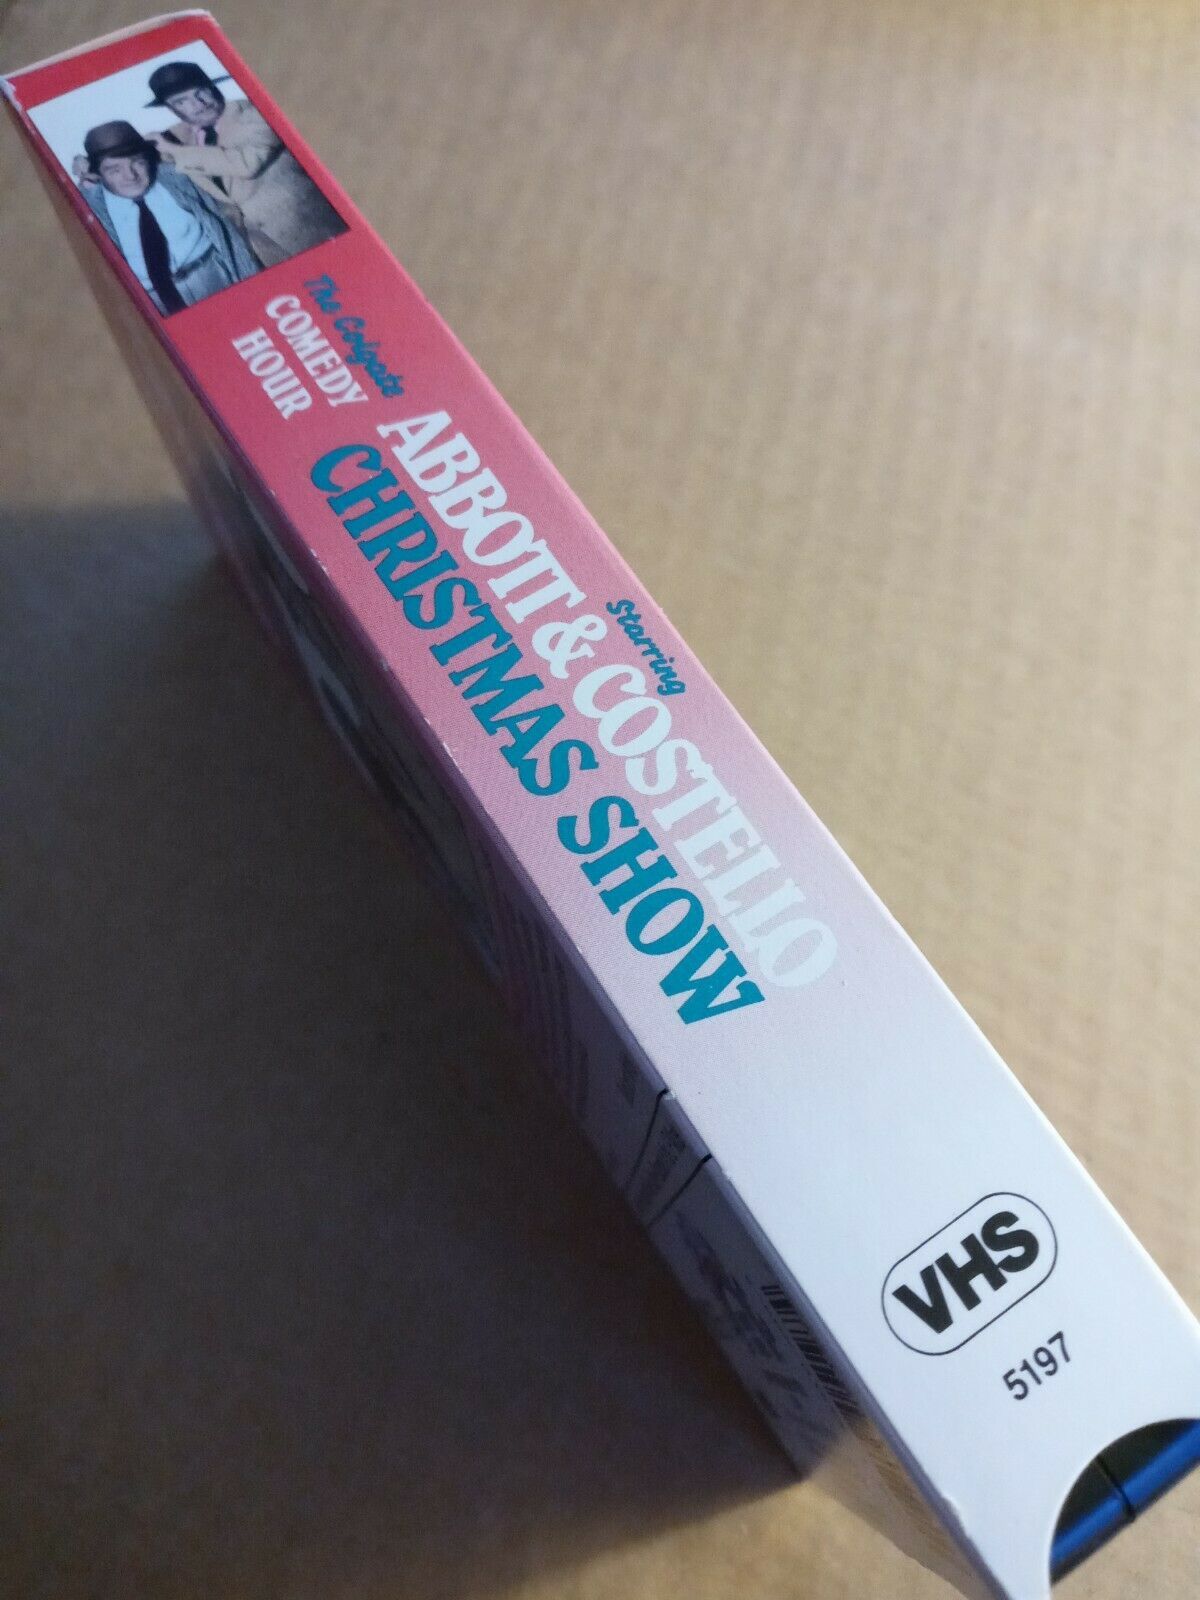 The Colgate
COMEDY
HOUR
Starring
ABBOTT & COSTELLO
CHRISTMAS SHOW
VHS
5197